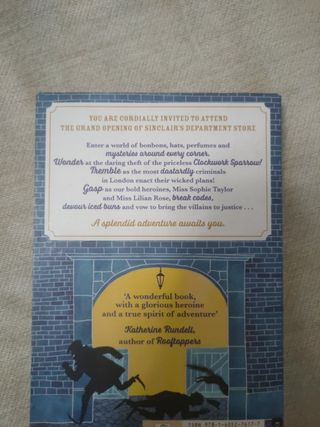 YOU ARE CORDIALLY INVITED TO ATTEND
THE GRAND OPENING OF SINCLAIR'S DEPARTMENT STORE
Enter a world of bonbons, hats, perfumes and
mysteries around every corner.
Wonder at the daring theft of the priceless Clockwork Sparrow!
Tremble as the most dastardly criminals
in London enact their wicked plans!
Gasp as our bold heroines, Miss Sophie Taylor
and Miss Lilian Rose, break codes,
devour iced buns and vow to bring the villains to justice . . .
A splendid adventure awaits you.
'A wonderful book,
with a glorious heroine
and a true spirit of adventure'
Katherine Rundell,
author of Rooftoppers